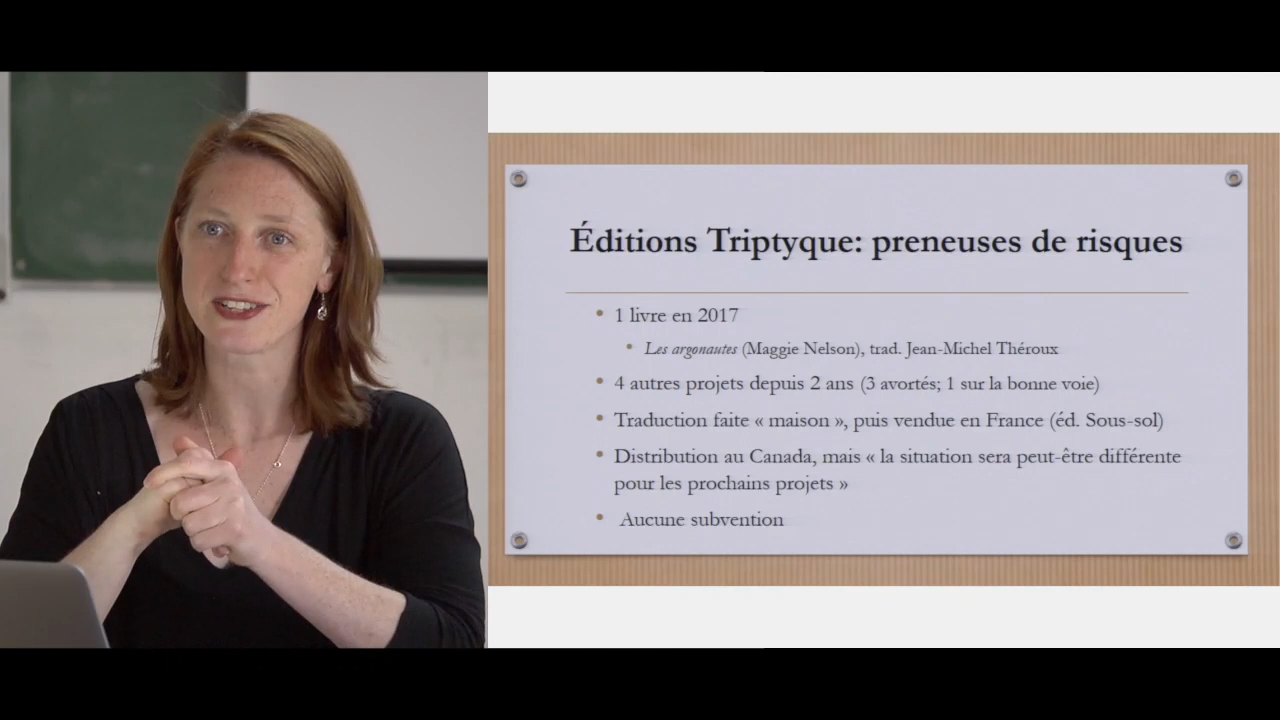 Éditions Triptyque: preneuses de risques
1 livre en 2017
Les argonautes (Maggie Nelson), trad. Jean-Michel Théroux
4 autres projets depuis 2 ans (3 avortés; 1 sur la bonne voie)
Traduction faite « maison », puis vendue en France (éd. Sous-sol)
Distribution au Canada, mais « la situation sera peut-être différente
pour les prochains projets »
Aucune subvention